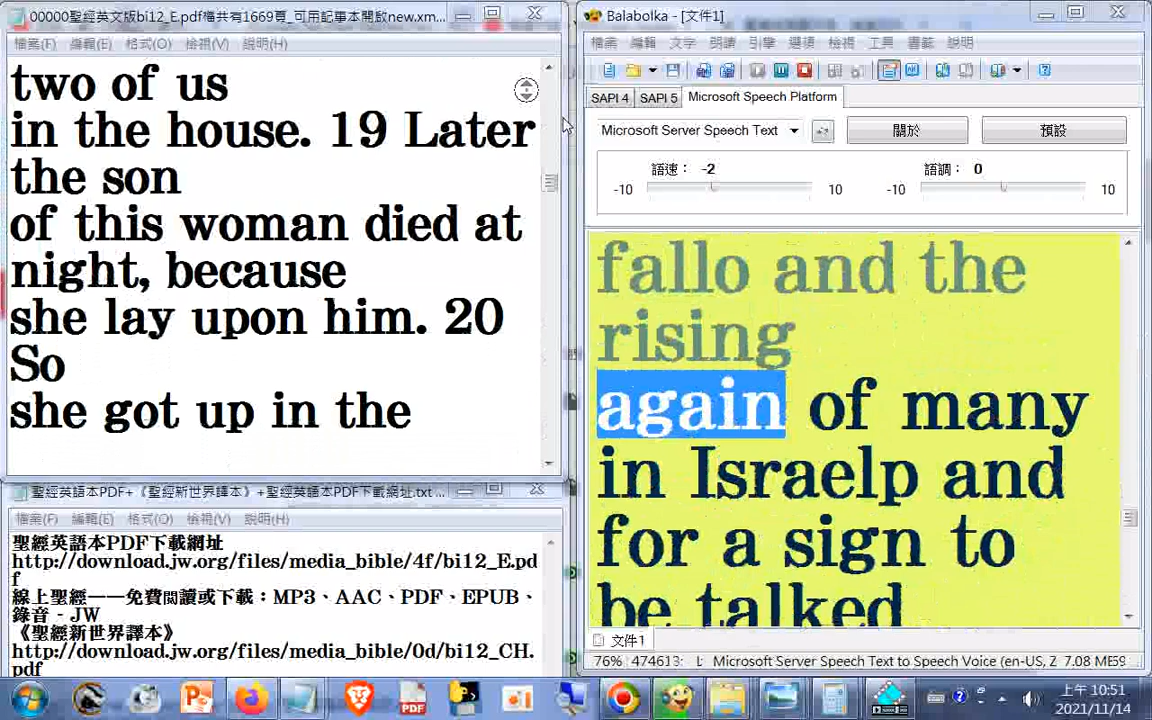 00000聖經英文版bi12_E.pdf檔共有1669頁_可用記事本開啟new.xm...
檔案(F) 編輯(E) 格式(O) 檢視(V) 說明(H)
two of us
in the house. 19 Later
the son
of this woman died at
night, because
she lay upon him. 20
So
she got up in the
聖經英語本PDF+《聖經新世界譯本》+聖經英語本PDF下載網址.txt ...
檔案(F) 編輯(E) 格式(O) 檢視(V) 說明(H)
聖經英語本PDF下載網址
http://download.jw.org/files/media_bible/4f/bi12_E.pd
f
線上聖經——免費閱讀或下載：MP3、AAC、PDF、EPUB、
錄音 - JW
《聖經新世界譯本》
http://download.jw.org/files/media_bible/0d/bi12_CH.
pdf
Balabolka - [文件1]
檔案 編輯 文字 朗讀 引擎 選項 檢視 工具 書籤 說明
SAPI 4 SAPI 5 Microsoft Speech Platform
Microsoft Server Speech Text 關於 預設
語速： -2 語調： 0
-10 10 -10 10
fallo and the
rising
again of many
in Israelp and
for a sign to
be talked
文件1
76% 474613: L Microsoft Server Speech Text to Speech Voice (en-US, Z 7.08 ME59
上午 10:51
2021/11/14